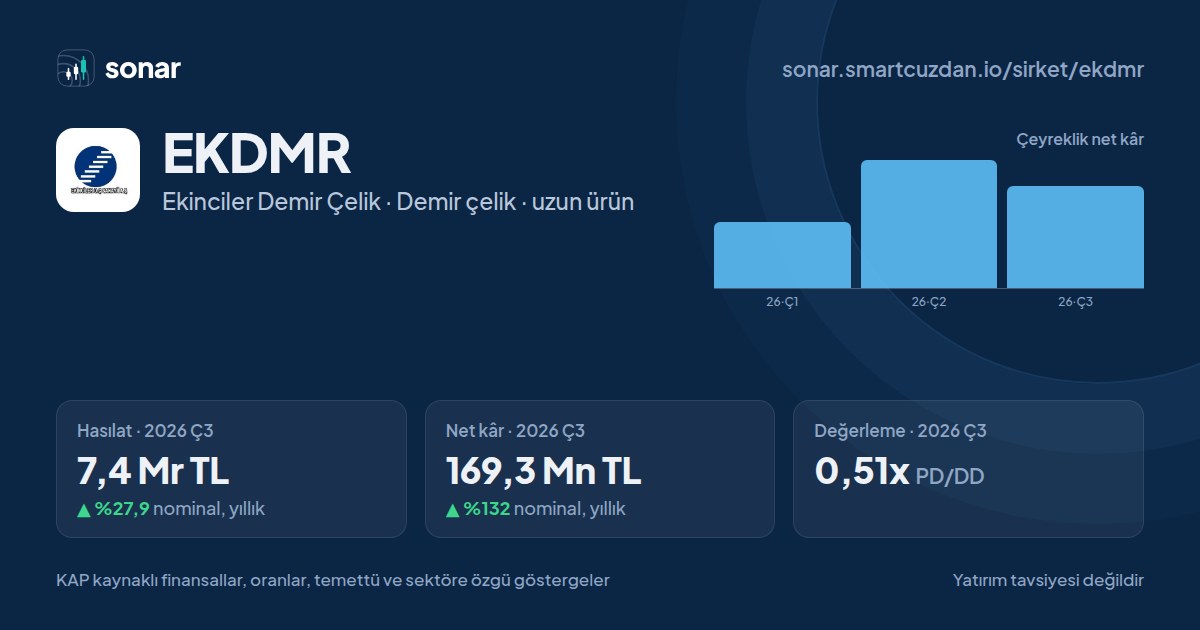 sonar
sonar.smartcuzdan.io/sirket/ekdmr
EKDMR
Ekinciler Demir Çelik · Demir çelik · uzun ürün
Çeyreklik net kâr
26·Ç1
26·Ç2
26·Ç3
Hasılat · 2026 Ç3
7,4 Mr TL
▲ %27,9 nominal, yıllık
Net kâr · 2026 Ç3
169,3 Mn TL
▲ %132 nominal, yıllık
Değerleme · 2026 Ç3
0,51x PD/DD
KAP kaynaklı finansallar, oranlar, temettü ve sektöre özgü göstergeler
Yatırım tavsiyesi değildir